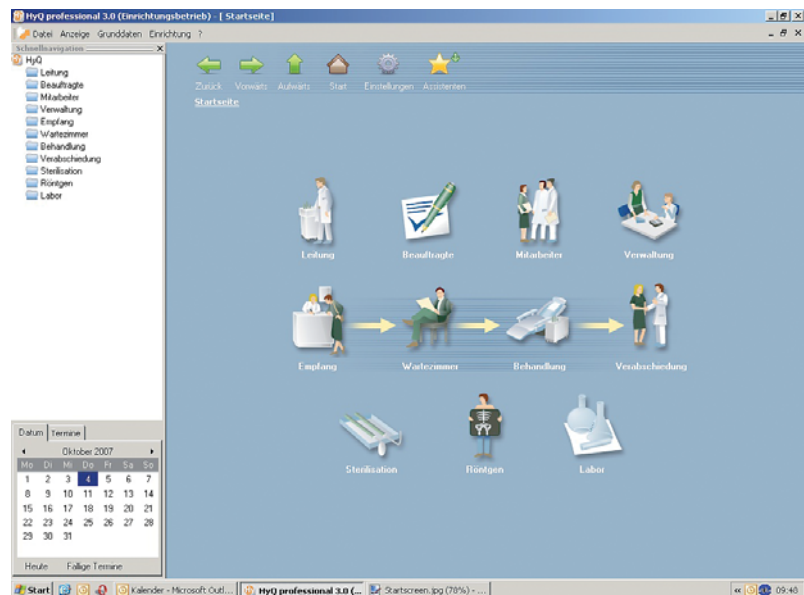 HyQ professional 3.0 (Einrichtungsbetrieb) - [ Startseite]
Datei Anzeige Grunddaten Einrichtung ?
Schnellnavigation
HyQ
Leitung
Beauftragte
Mitarbeiter
Verwaltung
Empfang
Wartezimmer
Behandlung
Verabschiedung
Sterilisation
Röntgen
Labor
Zurück Vorwärts Aufwärts Start Einstellungen Assistenten
Startseite
Leitung Beauftragte Mitarbeiter Verwaltung
Empfang Wartezimmer Behandlung Verabschiedung
Sterilisation Röntgen Labor
Datum Termine
Oktober 2007
Mo Di Mi Do Fr Sa So
1 2 3 4 5 6 7
8 9 10 11 12 13 14
15 16 17 18 19 20 21
22 23 24 25 26 27 28
29 30 31
Heute Fällige Termine
Start Kalender - Microsoft Outl... HyQ professional 3.0 (... Startscreen.jpg (70%) - ... 09:48